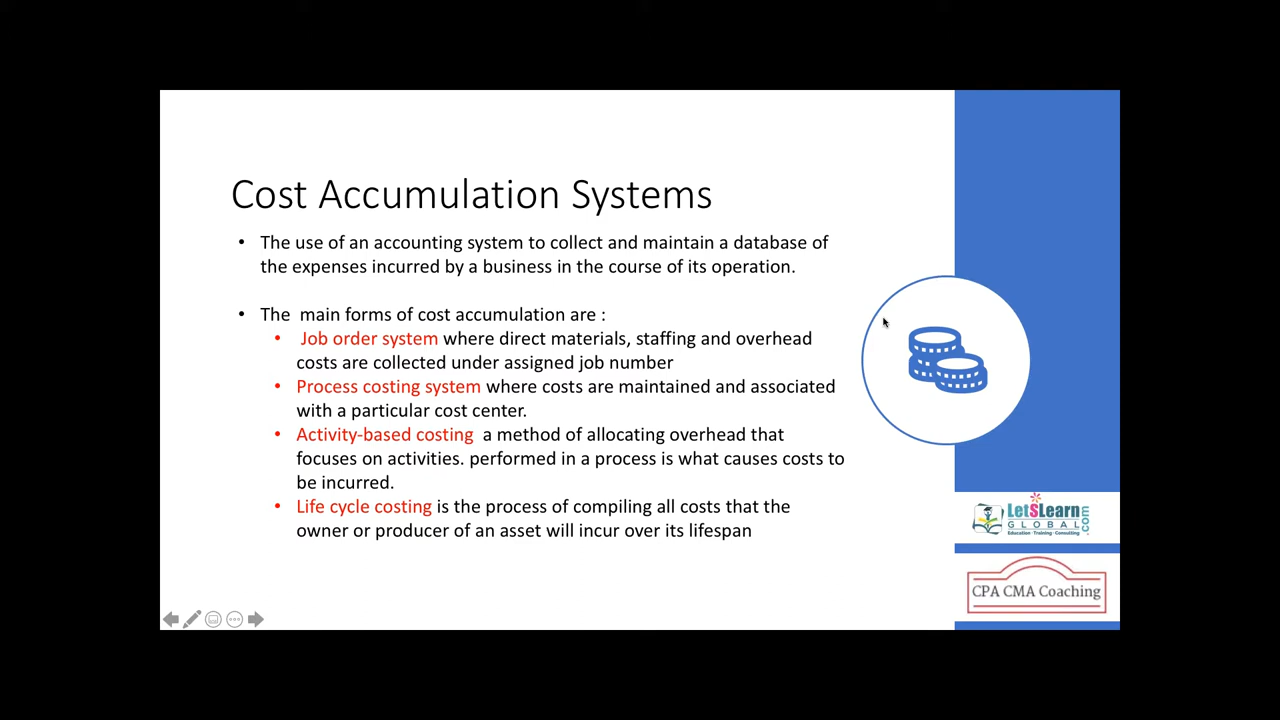 Cost Accumulation Systems
• The use of an accounting system to collect and maintain a database of
the expenses incurred by a business in the course of its operation.
• The  main forms of cost accumulation are :
• Job order system where direct materials, staffing and overhead
costs are collected under assigned job number
• Process costing system where costs are maintained and associated
with a particular cost center.
• Activity-based costing  a method of allocating overhead that
focuses on activities. performed in a process is what causes costs to
be incurred.
• Life cycle costing is the process of compiling all costs that the
owner or producer of an asset will incur over its lifespan
LetSLearn
GLOBAL
.com
Education · Training · Consulting
CPA CMA Coaching